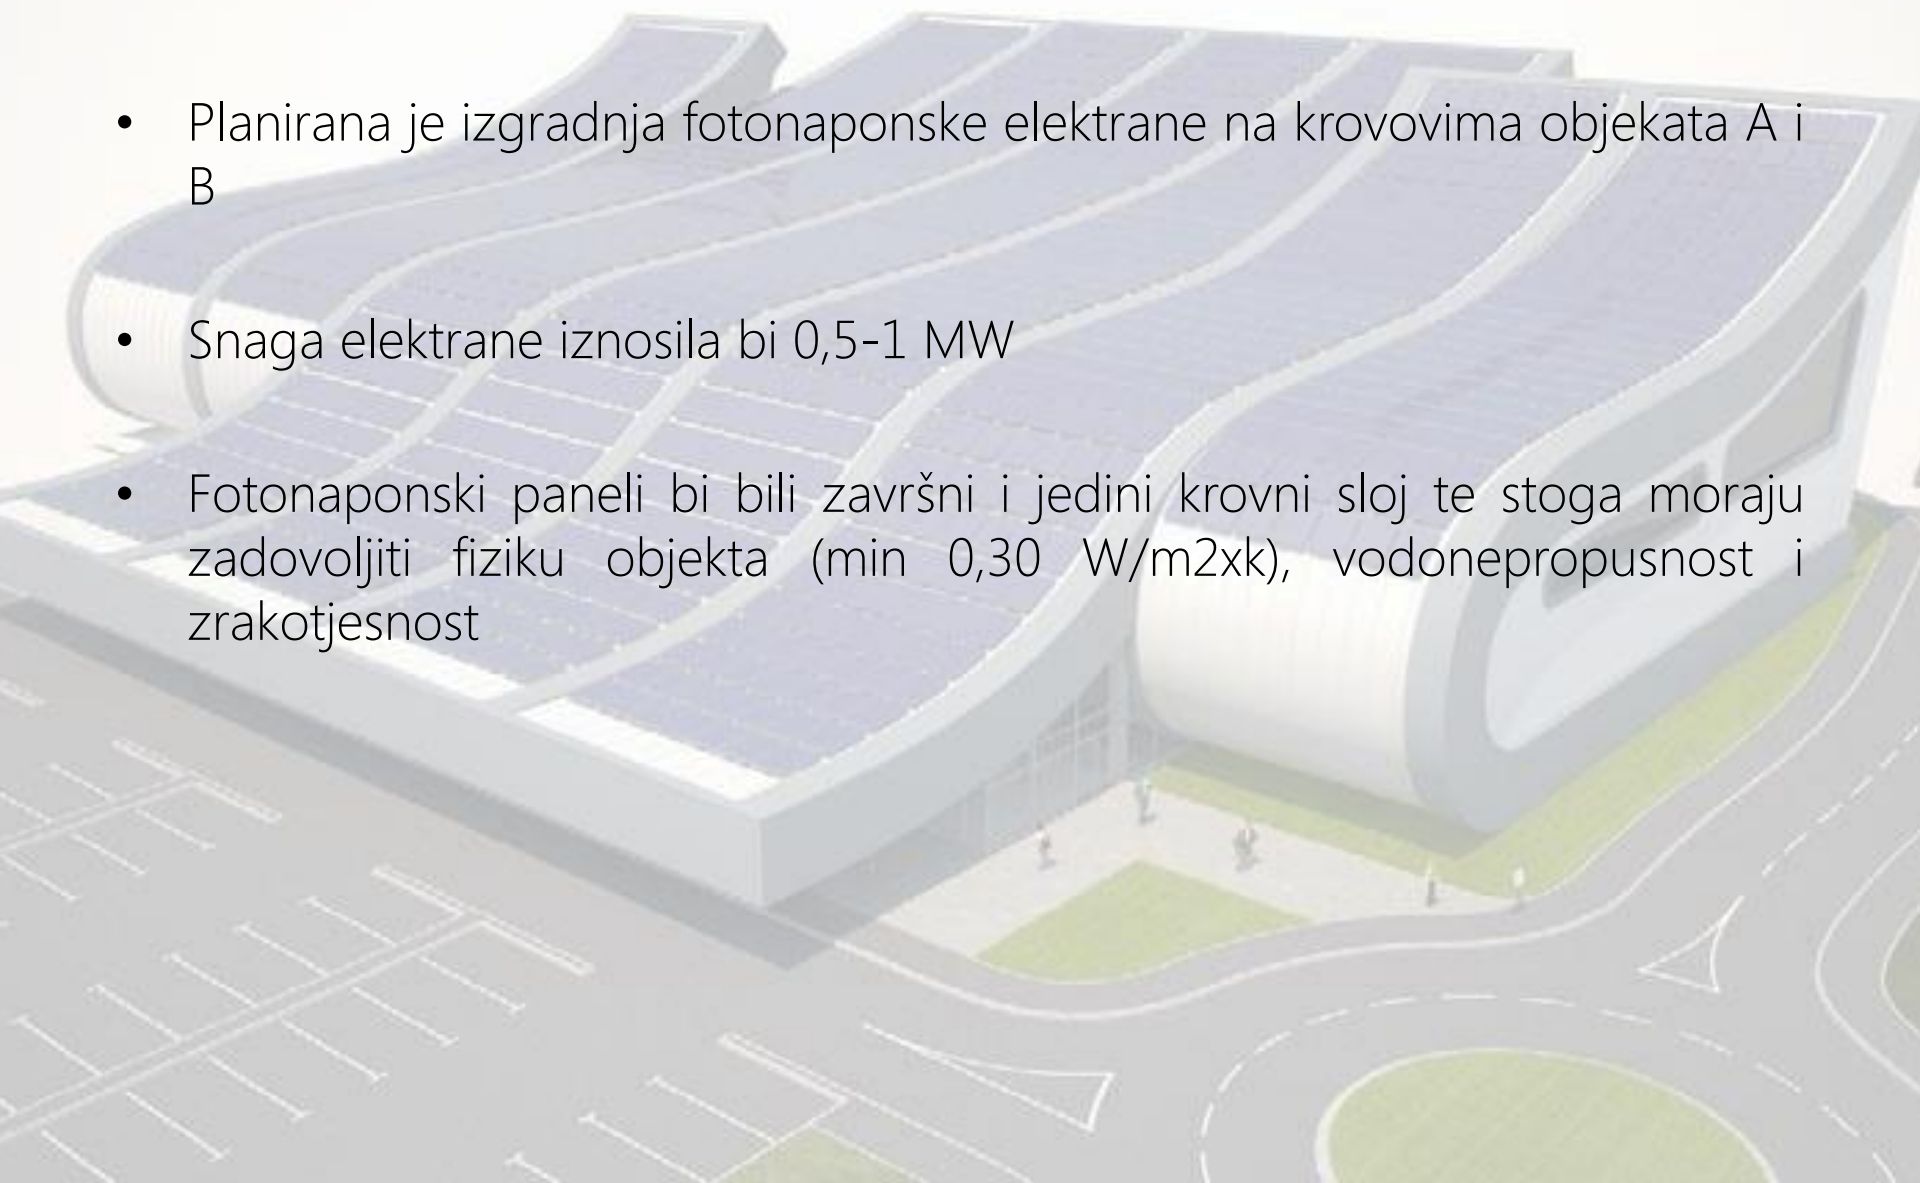 • Planirana je izgradnja fotonaponske elektrane na krovovima objekata A i
B
• Snaga elektrane iznosila bi 0,5-1 MW
• Fotonaponski paneli bi bili završni i jedini krovni sloj te stoga moraju
zadovoljiti fiziku objekta (min 0,30 W/m2xk), vodonepropusnost i
zrakotjesnost